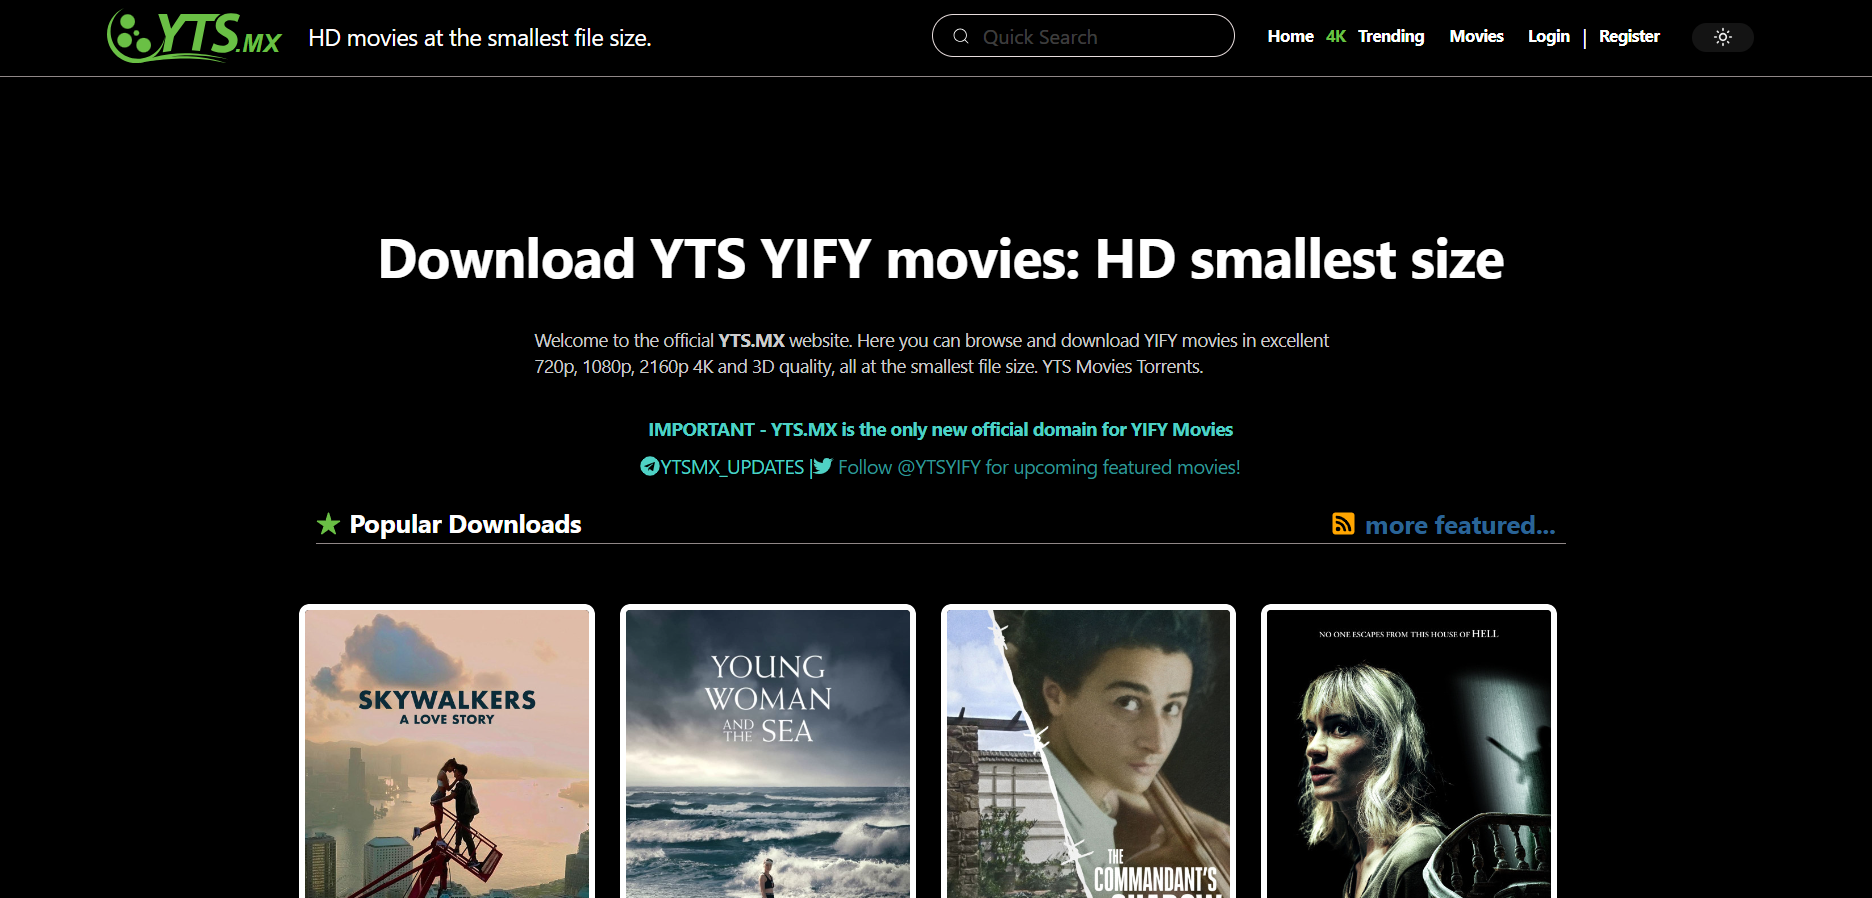 YTS.MX
HD movies at the smallest file size.
Quick Search
Home 4K Trending Movies Login | Register
Download YTS YIFY movies: HD smallest size
Welcome to the official YTS.MX website. Here you can browse and download YIFY movies in excellent
720p, 1080p, 2160p 4K and 3D quality, all at the smallest file size. YTS Movies Torrents.
IMPORTANT - YTS.MX is the only new official domain for YIFY Movies
YTSMX_UPDATES | Follow @YTSYIFY for upcoming featured movies!
Popular Downloads
more featured...
SKYWALKERS
A LOVE STORY
YOUNG
WOMAN
AND THE SEA
THE
COMMANDANT'S
SHADOW
NO ONE ESCAPES FROM THIS HOUSE OF HELL